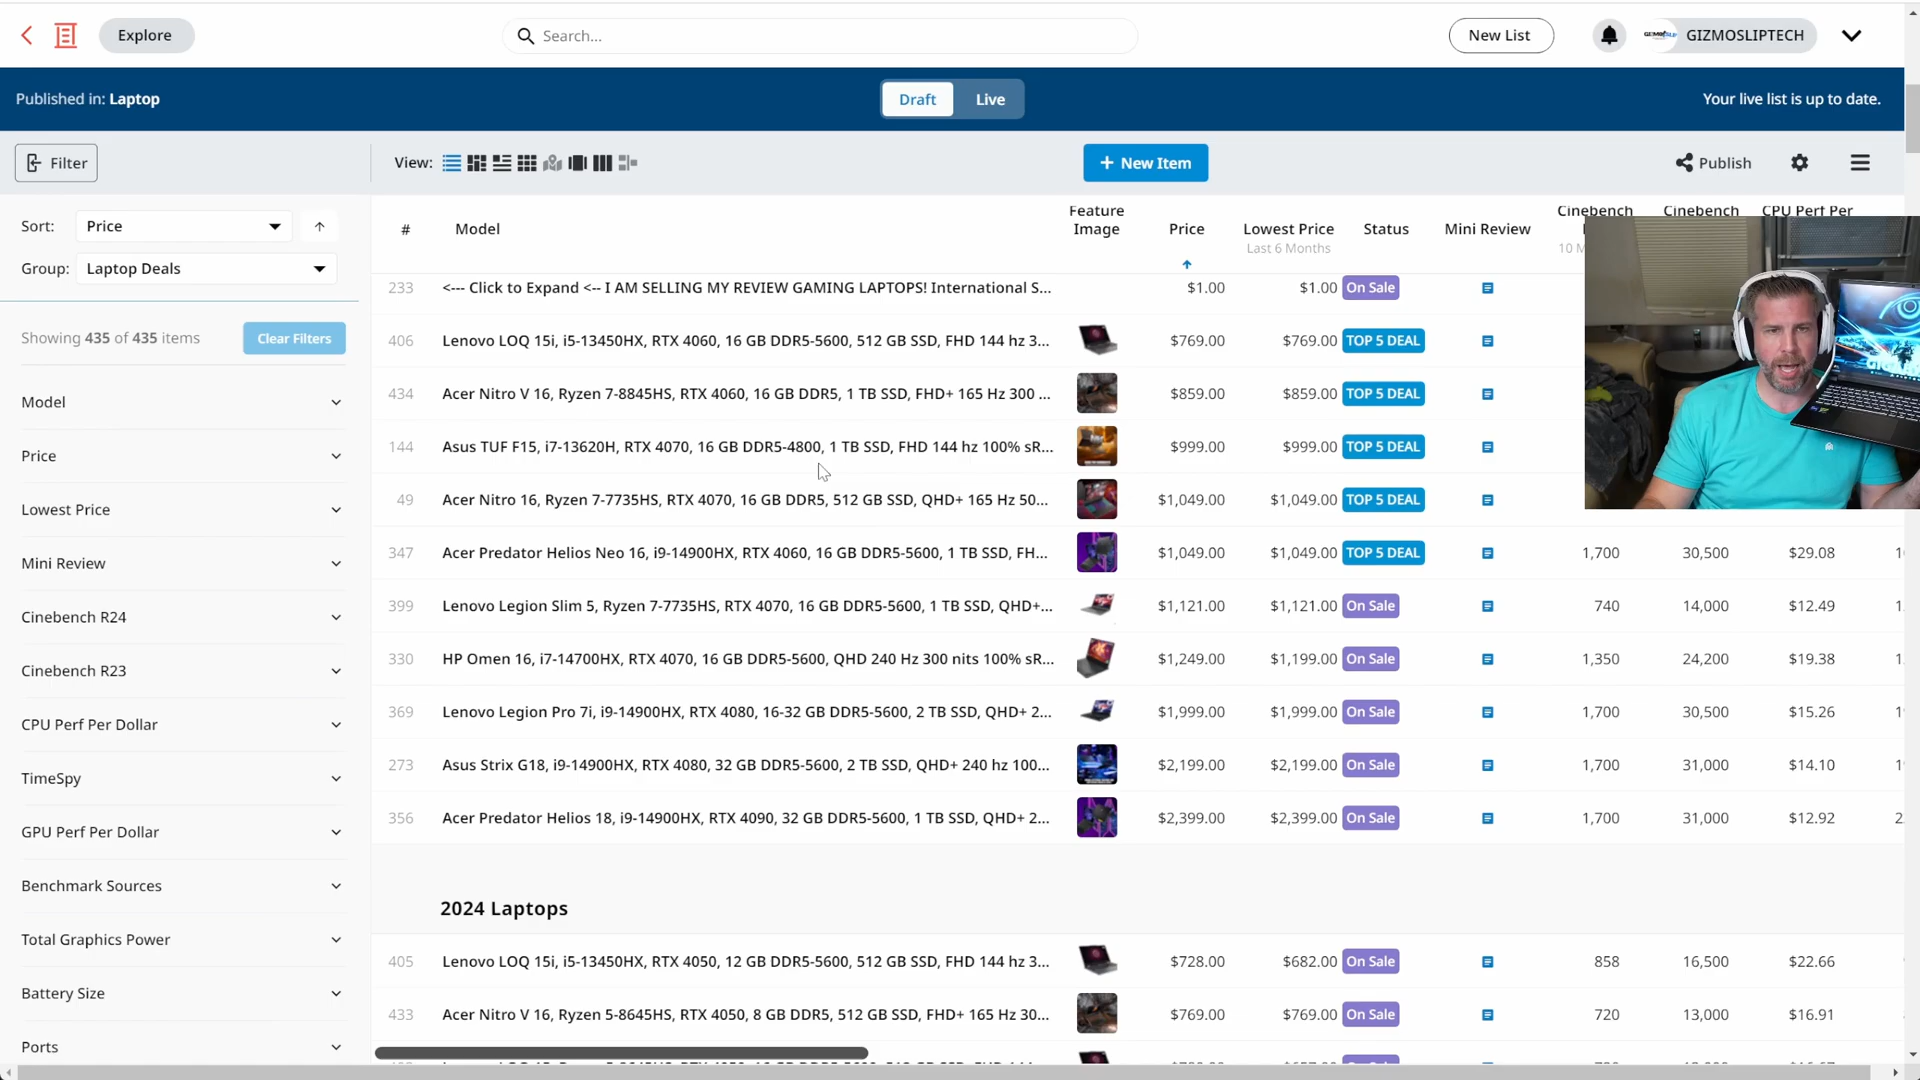 Explore
Search...
New List
GIZMOSLIPTECH
Published in: Laptop
Draft
Live
Your live list is up to date.
Filter
View:
+ New Item
Publish
Sort: Price
Group: Laptop Deals
Showing 435 of 435 items
Clear Filters
Model
Price
Lowest Price
Mini Review
Cinebench R24
Cinebench R23
CPU Perf Per Dollar
TimeSpy
GPU Perf Per Dollar
Benchmark Sources
Total Graphics Power
Battery Size
Ports
# Model Feature Image Price Lowest Price Last 6 Months Status Mini Review Cinebench Cinebench CPU Perf Per
10
233 <--- Click to Expand <-- I AM SELLING MY REVIEW GAMING LAPTOPS! International S... $1.00 $1.00 On Sale
406 Lenovo LOQ 15i, i5-13450HX, RTX 4060, 16 GB DDR5-5600, 512 GB SSD, FHD 144 hz 3... $769.00 $769.00 TOP 5 DEAL
434 Acer Nitro V 16, Ryzen 7-8845HS, RTX 4060, 16 GB DDR5, 1 TB SSD, FHD+ 165 Hz 300 ... $859.00 $859.00 TOP 5 DEAL
144 Asus TUF F15, i7-13620H, RTX 4070, 16 GB DDR5-4800, 1 TB SSD, FHD 144 hz 100% sR... $999.00 $999.00 TOP 5 DEAL
49 Acer Nitro 16, Ryzen 7-7735HS, RTX 4070, 16 GB DDR5, 512 GB SSD, QHD+ 165 Hz 50... $1,049.00 $1,049.00 TOP 5 DEAL
347 Acer Predator Helios Neo 16, i9-14900HX, RTX 4060, 16 GB DDR5-5600, 1 TB SSD, FH... $1,049.00 $1,049.00 TOP 5 DEAL 1,700 30,500 $29.08
399 Lenovo Legion Slim 5, Ryzen 7-7735HS, RTX 4070, 16 GB DDR5-5600, 1 TB SSD, QHD+... $1,121.00 $1,121.00 On Sale 740 14,000 $12.49
330 HP Omen 16, i7-14700HX, RTX 4070, 16 GB DDR5-5600, QHD 240 Hz 300 nits 100% sR... $1,249.00 $1,199.00 On Sale 1,350 24,200 $19.38
369 Lenovo Legion Pro 7i, i9-14900HX, RTX 4080, 16-32 GB DDR5-5600, 2 TB SSD, QHD+ 2... $1,999.00 $1,999.00 On Sale 1,700 30,500 $15.26
273 Asus Strix G18, i9-14900HX, RTX 4080, 32 GB DDR5-5600, 2 TB SSD, QHD+ 240 hz 100... $2,199.00 $2,199.00 On Sale 1,700 31,000 $14.10
356 Acer Predator Helios 18, i9-14900HX, RTX 4090, 32 GB DDR5-5600, 1 TB SSD, QHD+ 2... $2,399.00 $2,399.00 On Sale 1,700 31,000 $12.92
2024 Laptops
405 Lenovo LOQ 15i, i5-13450HX, RTX 4050, 12 GB DDR5-5600, 512 GB SSD, FHD 144 hz 3... $728.00 $682.00 On Sale 858 16,500 $22.66
433 Acer Nitro V 16, Ryzen 5-8645HS, RTX 4050, 8 GB DDR5, 512 GB SSD, FHD+ 165 Hz 30... $769.00 $769.00 On Sale 720 13,000 $16.91